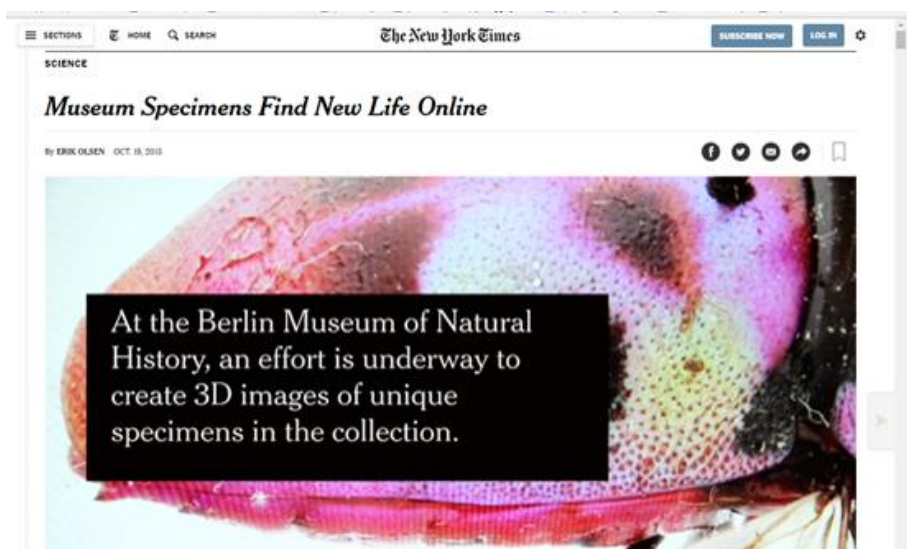 SECTIONS HOME SEARCH The New York Times SUBSCRIBE NOW LOG IN
SCIENCE
Museum Specimens Find New Life Online
By ERIK OLSEN OCT. 19, 2015
At the Berlin Museum of Natural
History, an effort is underway to
create 3D images of unique
specimens in the collection.